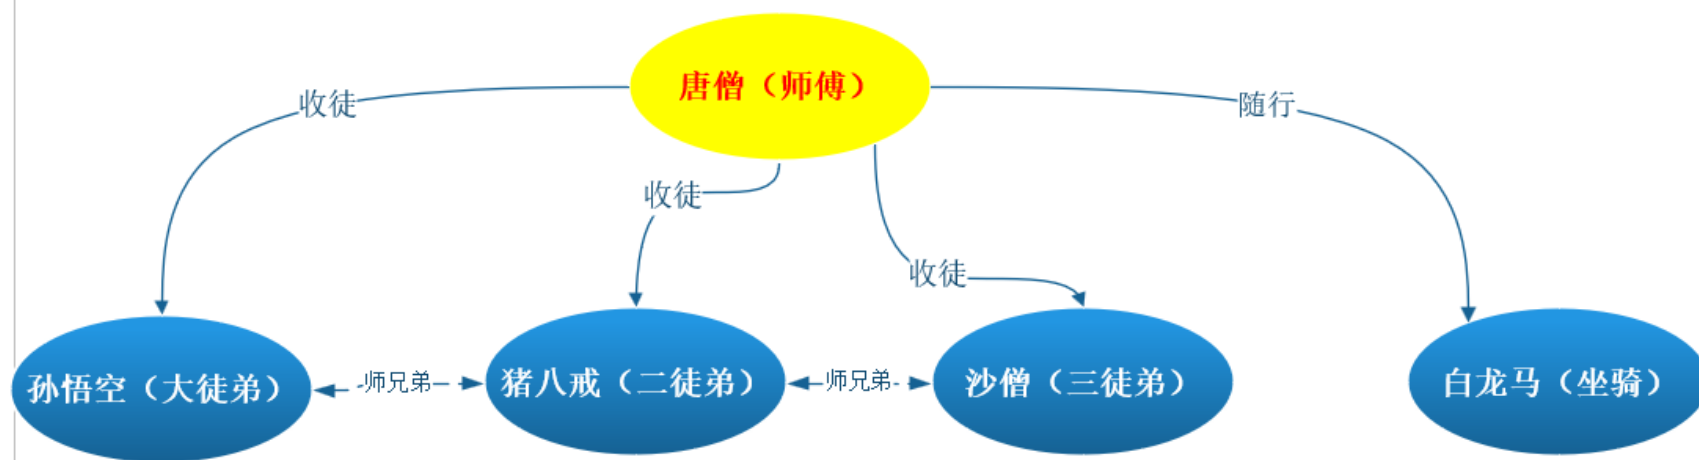 唐僧（师傅）
收徒
随行
收徒
收徒
孙悟空（大徒弟）
师兄弟
猪八戒（二徒弟）
师兄弟
沙僧（三徒弟）
白龙马（坐骑）